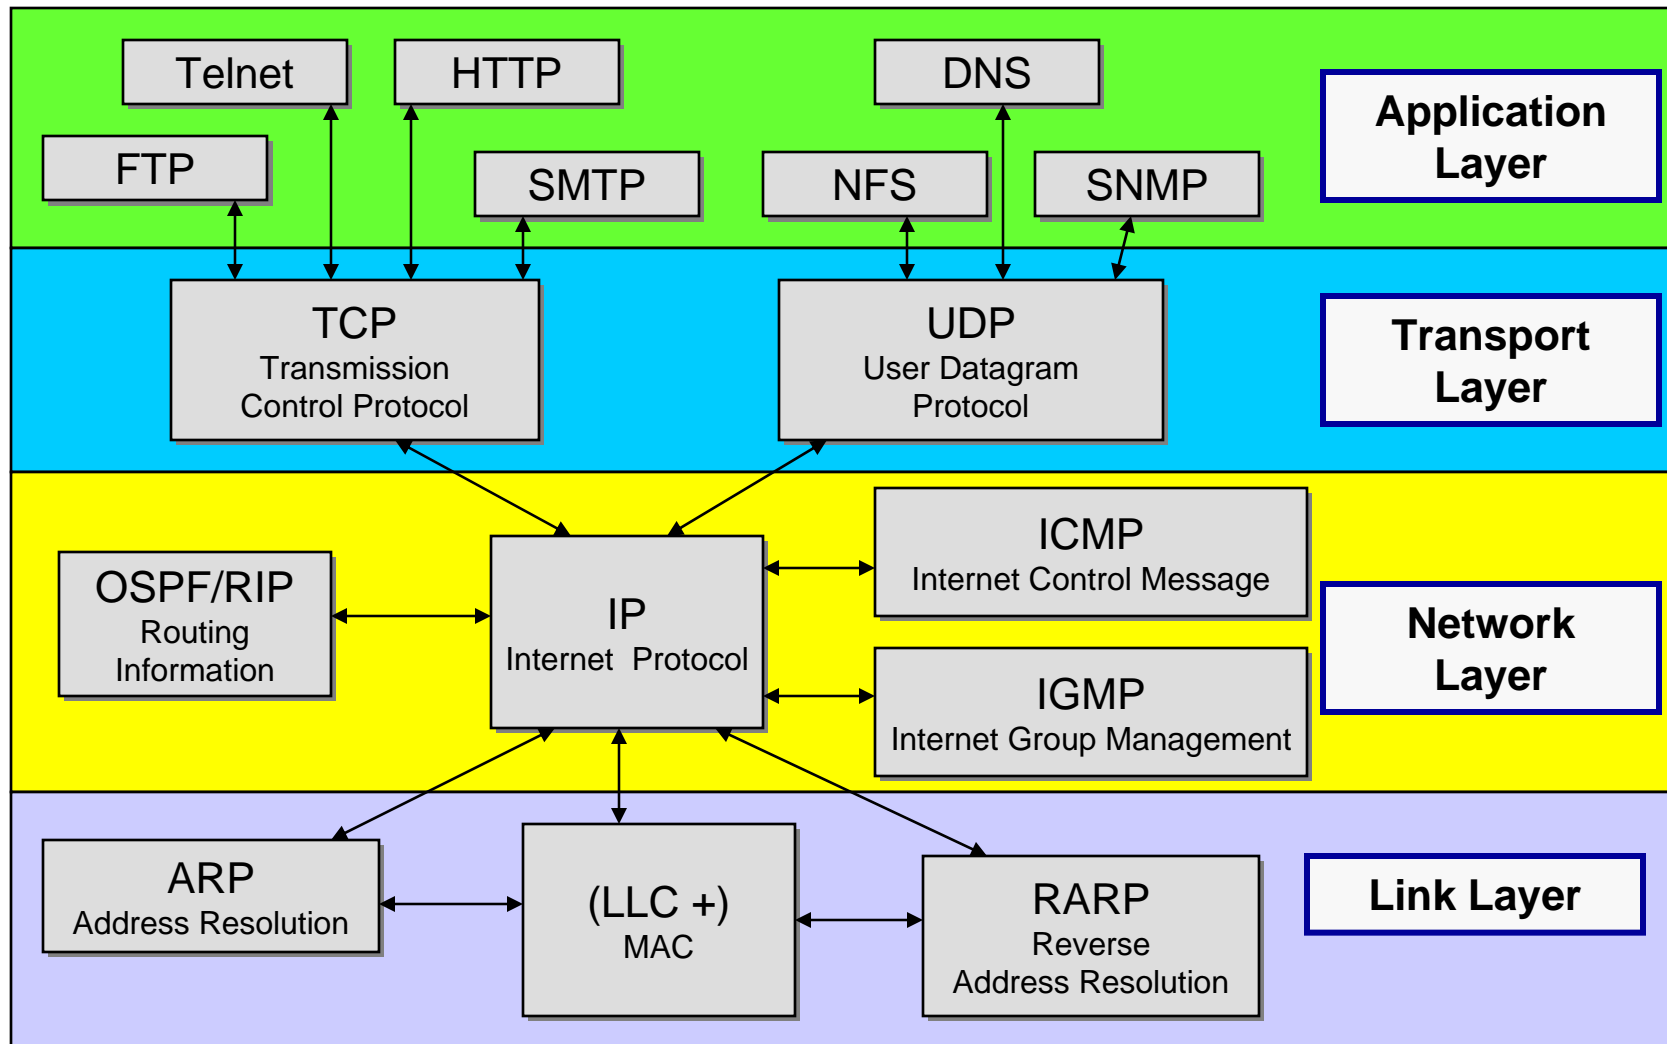 Telnet
HTTP
DNS
Application
Layer
FTP
SMTP
NFS
SNMP
TCP
Transmission
Control Protocol
UDP
User Datagram
Protocol
Transport
Layer
OSPF/RIP
Routing
Information
IP
Internet Protocol
ICMP
Internet Control Message
IGMP
Internet Group Management
Network
Layer
ARP
Address Resolution
(LLC +)
MAC
RARP
Reverse
Address Resolution
Link Layer